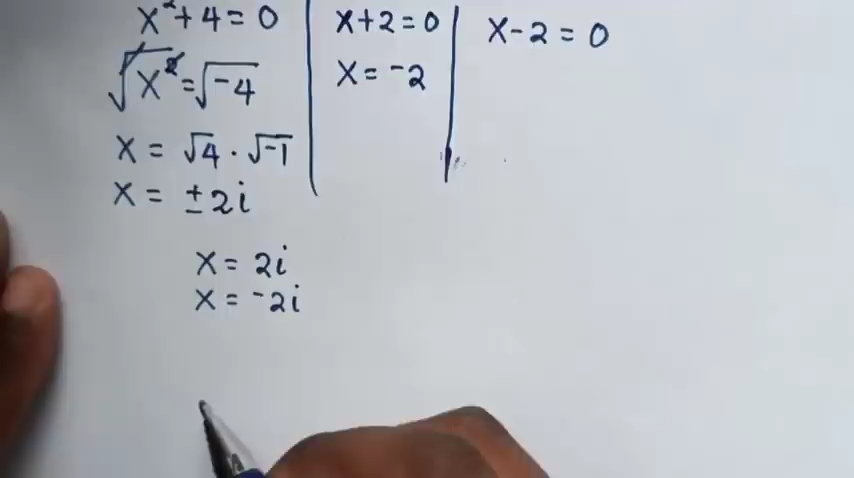 x² + 4 = 0
√x² = √-4
x = √4 · √-1
x = ±2i
x = 2i
x = -2i
x + 2 = 0
x = -2
x - 2 = 0